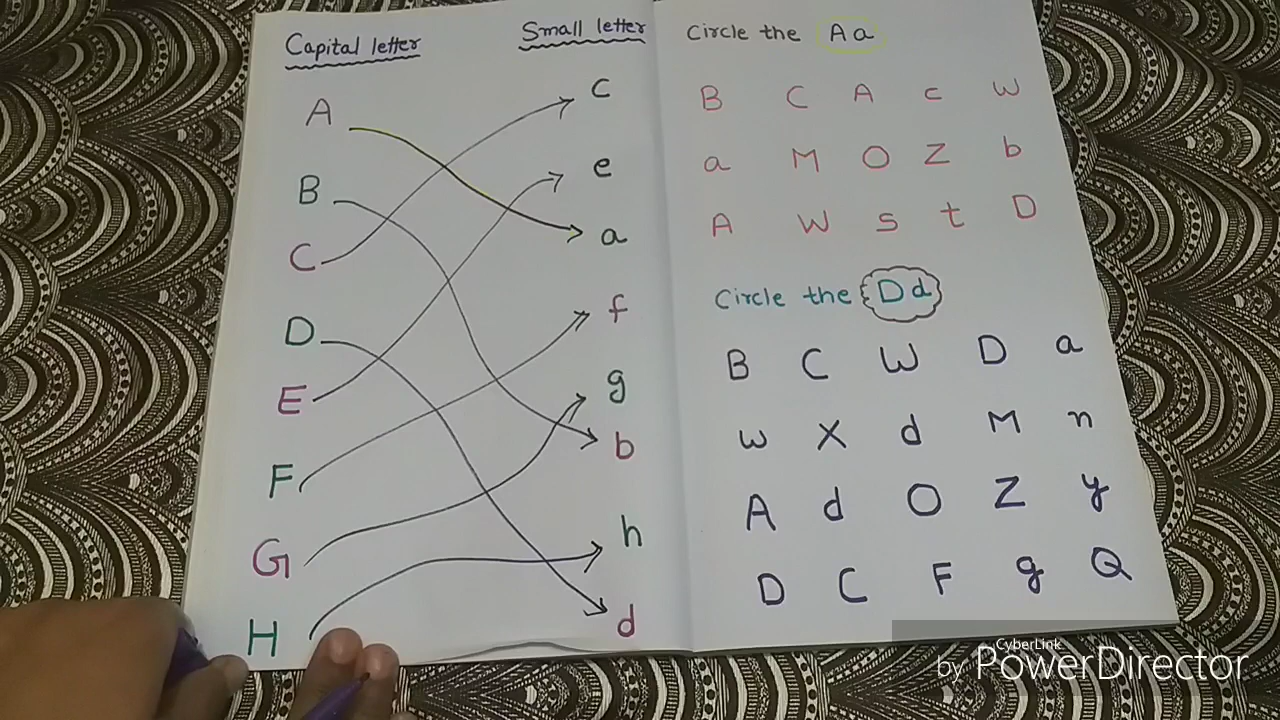 Capital letter Small letter
A c
B e
C a
D f
E g
F b
G h
H d
Circle the Aa
B C A c w
a M O Z b
A W s t D
Circle the Dd
B C W D a
w X d M n
A d O Z y
D C F g Q
CyberLink
by PowerDirector